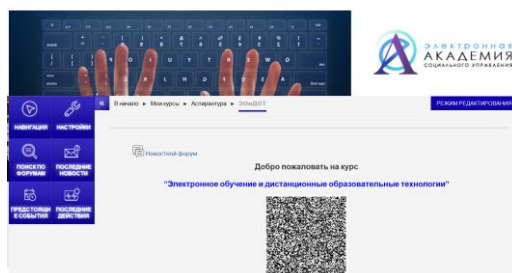 ЭЛЕКТРОННАЯ
АКАДЕМИЯ
СОЦИАЛЬНОГО УПРАВЛЕНИЯ
В начало ► Мои курсы ► Аспирантура ► ЭОиДОТ
РЕЖИМ РЕДАКТИРОВАНИЯ
НАВИГАЦИЯ
НАСТРОЙКИ
ПОИСК ПО
ФОРУМАМ
ПОСЛЕДНИЕ
НОВОСТИ
ПРЕДСТОЯЩИ
Е СОБЫТИЯ
ПОСЛЕДНИЕ
ДЕЙСТВИЯ
Новостной форум
Добро пожаловать на курс
"Электронное обучение и дистанционные образовательные технологии"